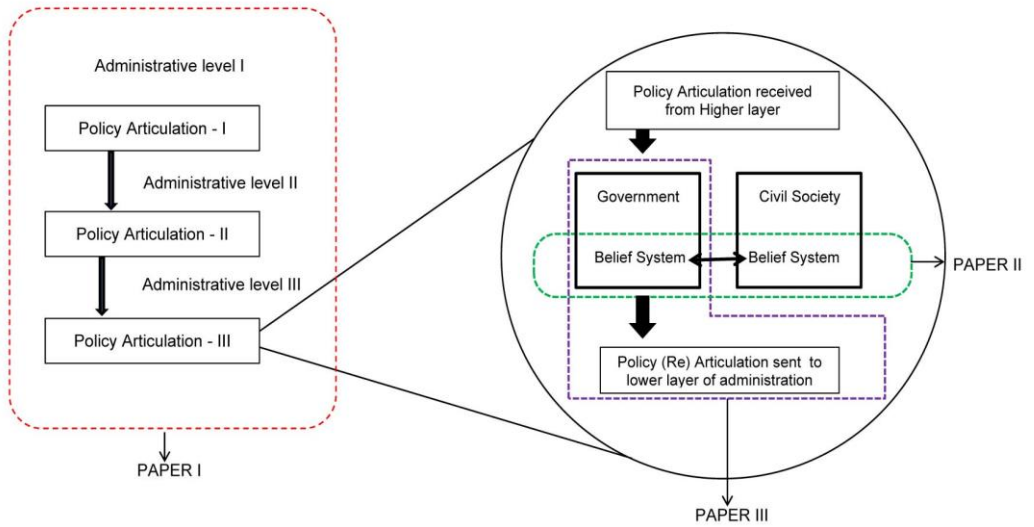 Administrative level I
Policy Articulation - I
Administrative level II
Policy Articulation - II
Administrative level III
Policy Articulation - III
PAPER I
Policy Articulation received
from Higher layer
Government
Civil Society
Belief System
Belief System
PAPER II
Policy (Re) Articulation sent to
lower layer of administration
PAPER III